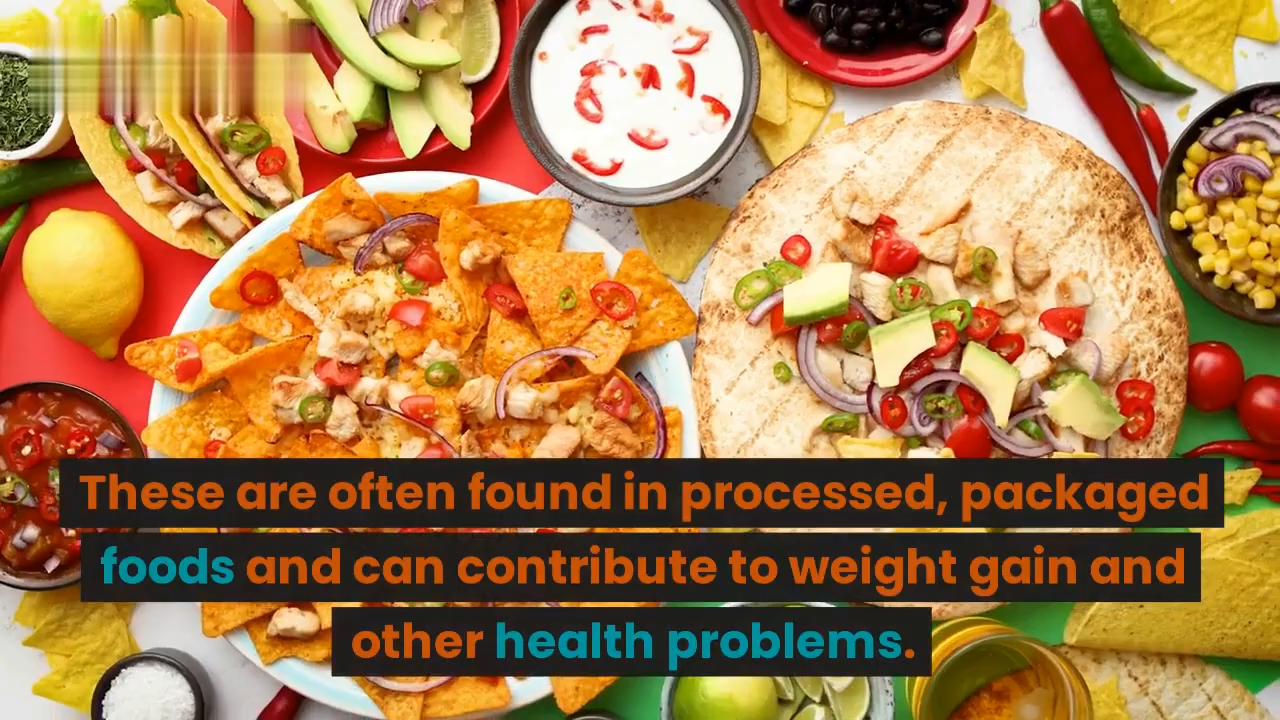 These are often found in processed, packaged
foods and can contribute to weight gain and
other health problems.